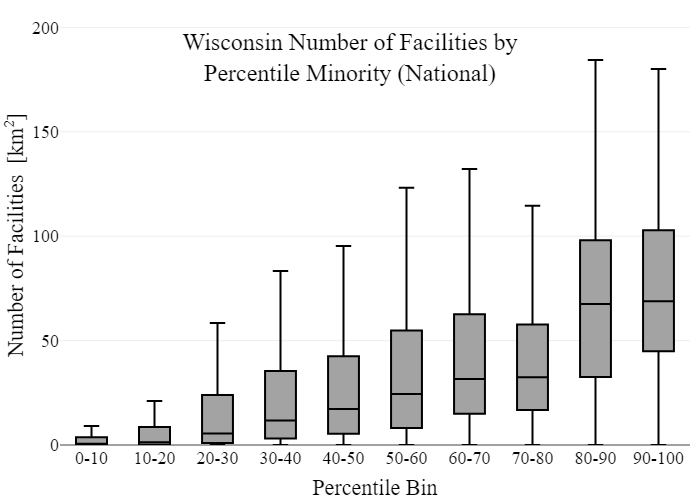 Wisconsin Number of Facilities by
Percentile Minority (National)
Number of Facilities [km²]
200
150
100
50
0
0-10 10-20 20-30 30-40 40-50 50-60 60-70 70-80 80-90 90-100
Percentile Bin